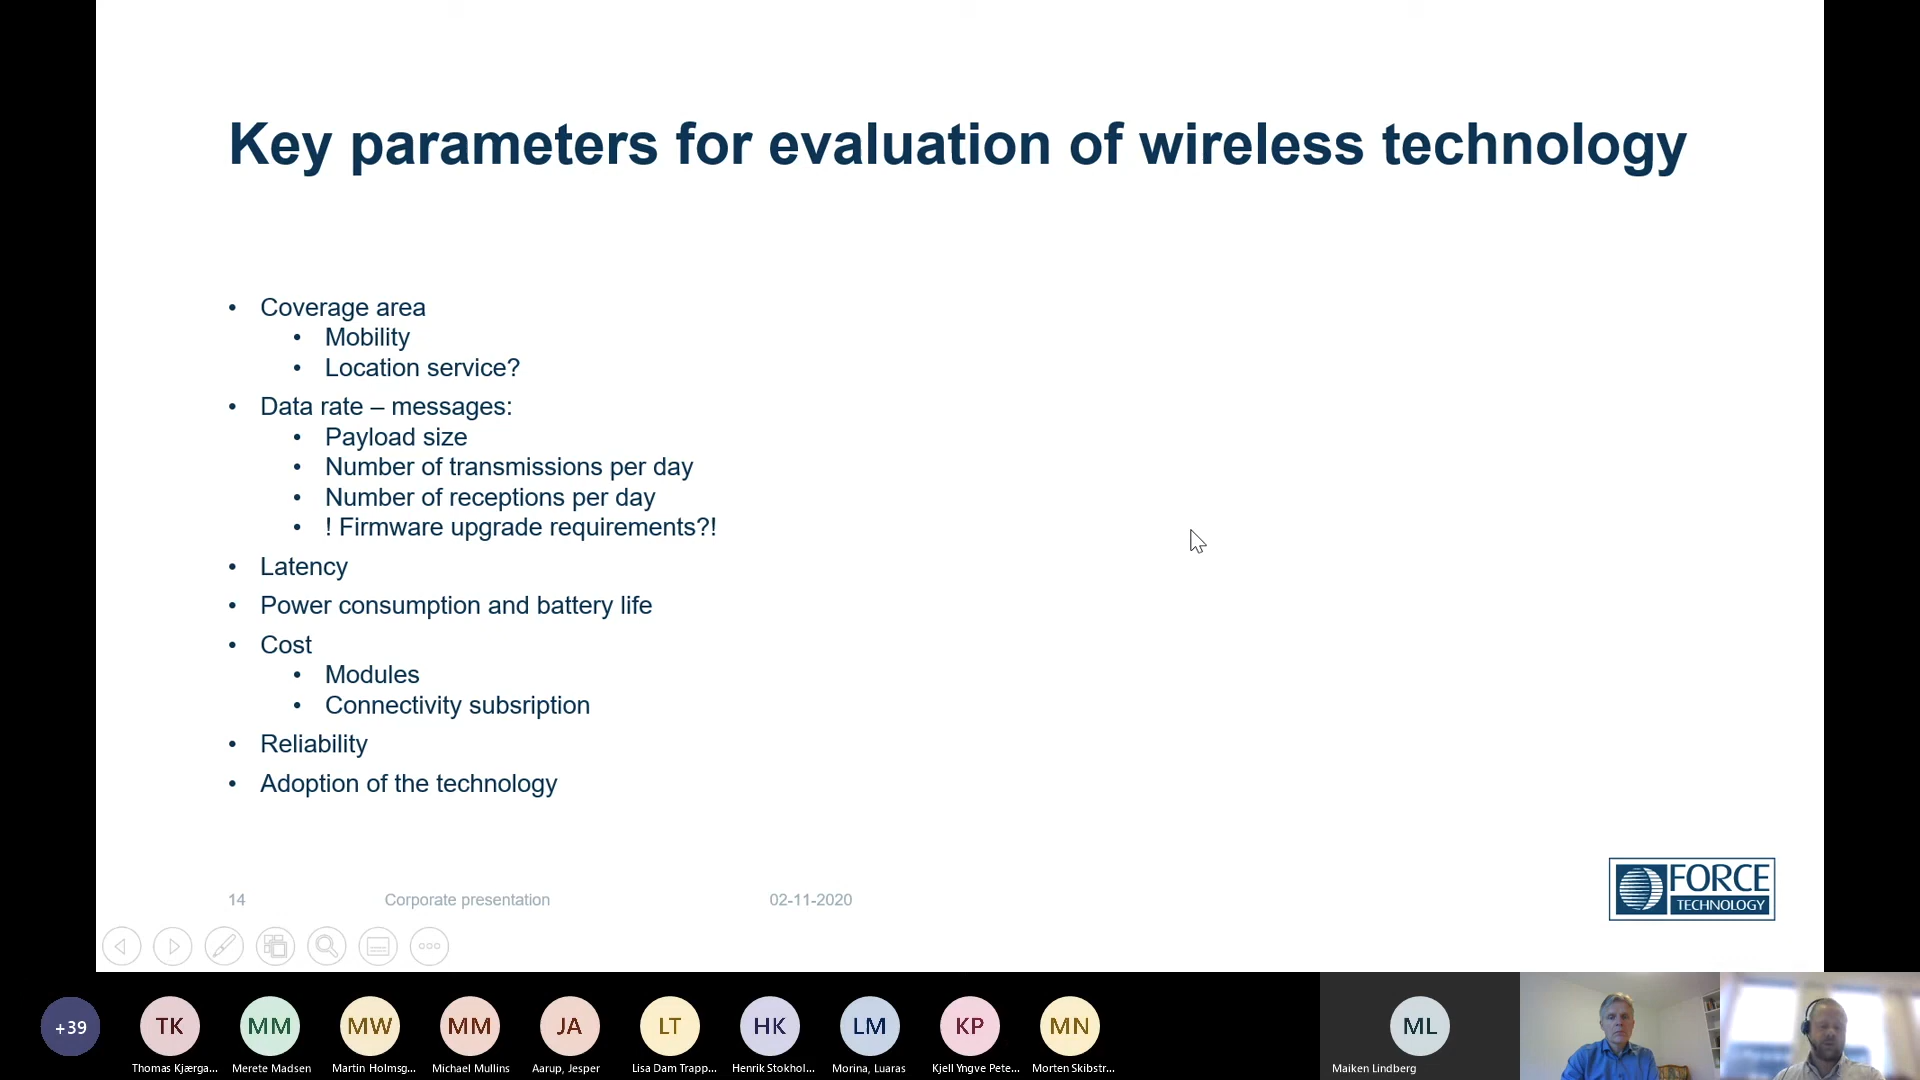 Key parameters for evaluation of wireless technology
• Coverage area
• Mobility
• Location service?
• Data rate – messages:
• Payload size
• Number of transmissions per day
• Number of receptions per day
• ! Firmware upgrade requirements?!
• Latency
• Power consumption and battery life
• Cost
• Modules
• Connectivity subsription
• Reliability
• Adoption of the technology
FORCE
TECHNOLOGY
14 Corporate presentation 02-11-2020
+39 TK MM MW MM JA LT HK LM KP MN ML
Thomas Kjærga... Merete Madsen Martin Holmsg... Michael Mullins Aarup, Jesper Lisa Dam Trapp... Henrik Stokhol... Morina, Luaras Kjell Yngve Pete... Morten Skibstr... Maiken Lindberg